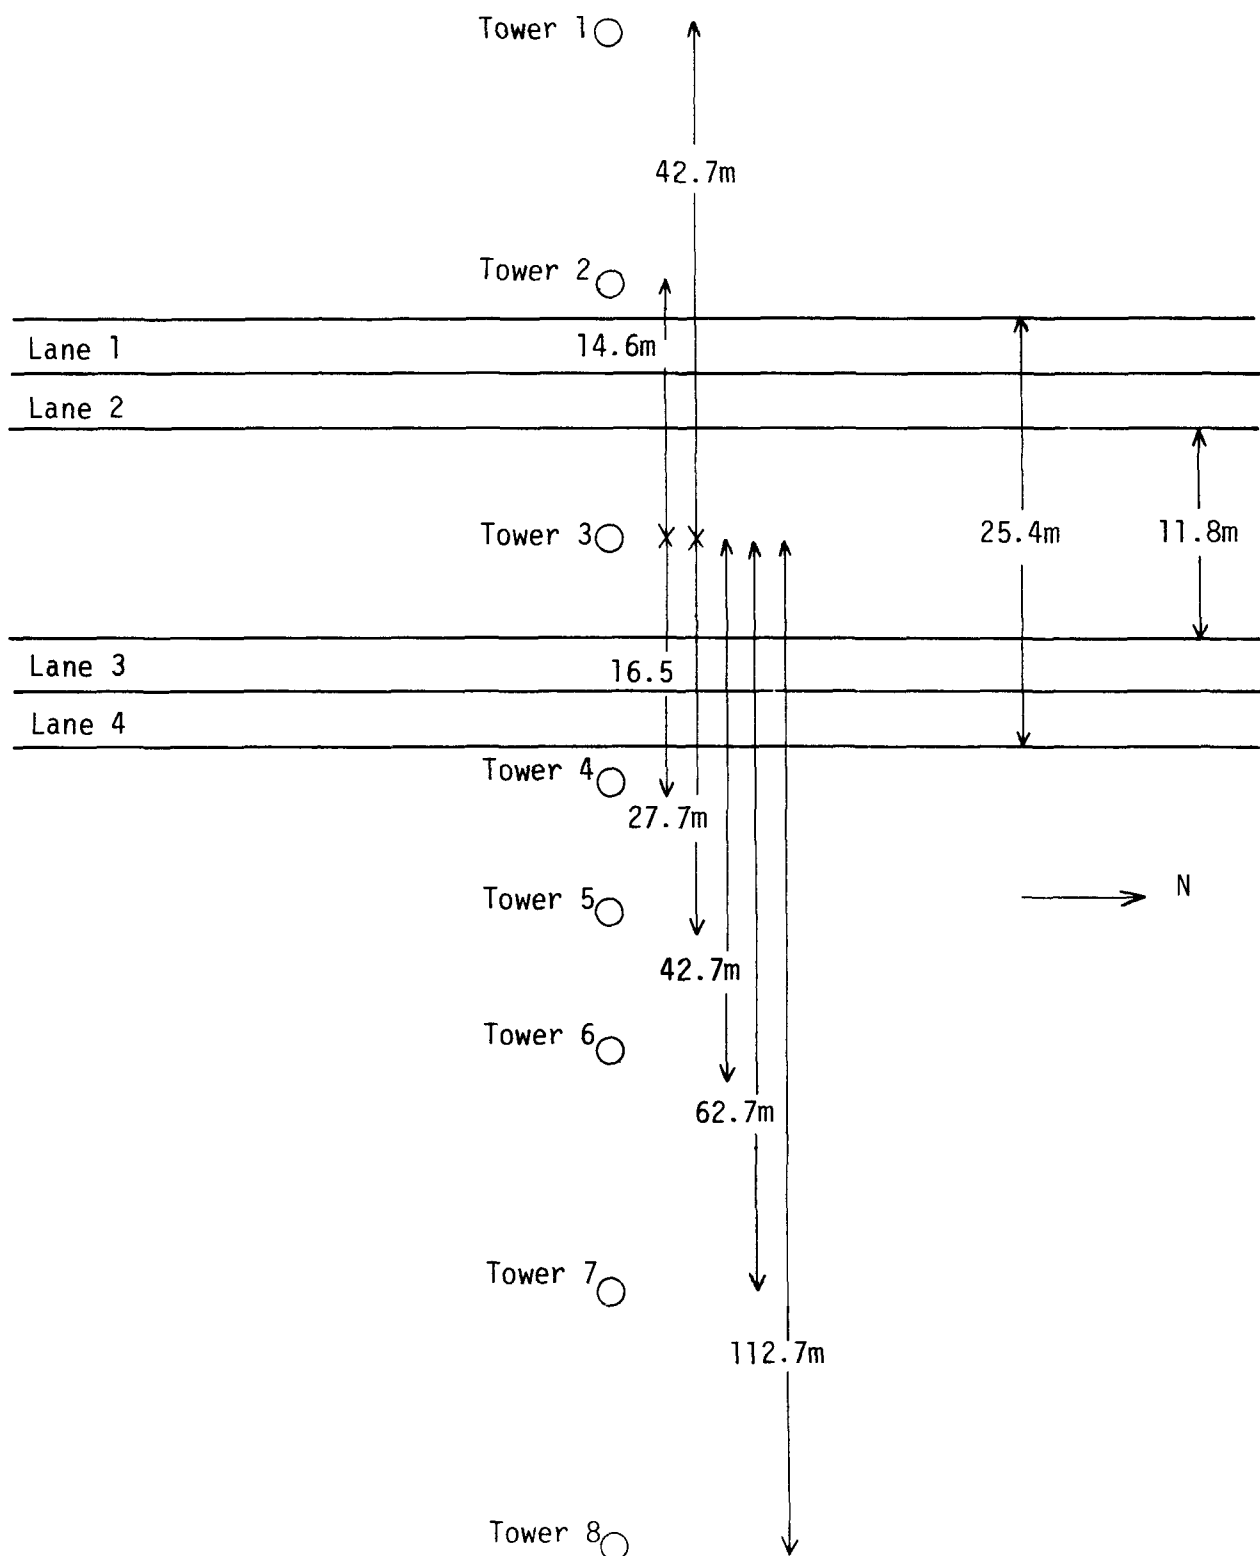 Tower 1
42.7m
Tower 2
Lane 1
14.6m
Lane 2
Tower 3
25.4m
11.8m
Lane 3
16.5
Lane 4
Tower 4
27.7m
N
Tower 5
42.7m
Tower 6
62.7m
Tower 7
112.7m
Tower 8